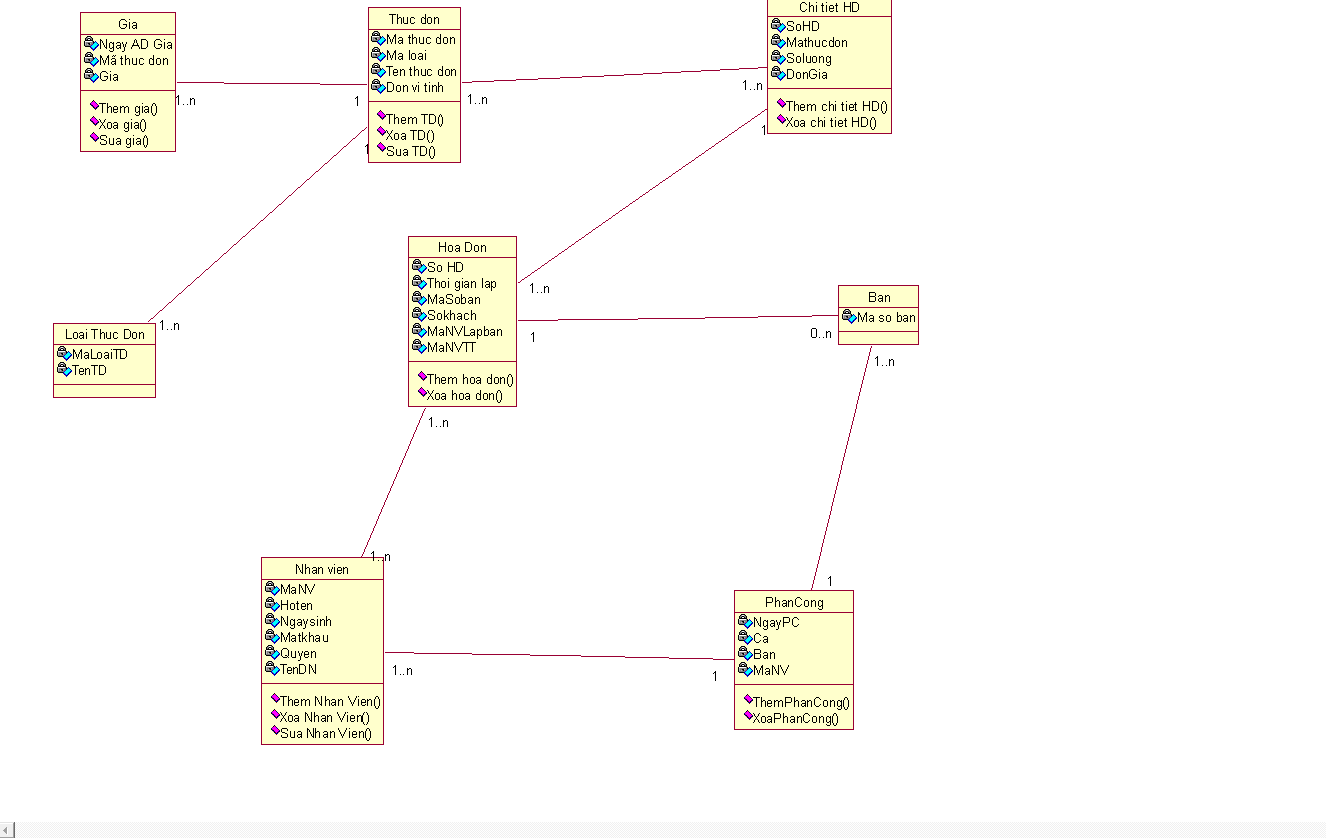 Gia
Ngay AD Gia
Mã thuc don
Gia
Them gia()
Xoa gia()
Sua gia()
1..n
1
Thuc don
Ma thuc don
Ma loai
Ten thuc don
Don vi tinh
Them TD()
Xoa TD()
Sua TD()
1..n
1..n
1
Chi tiet HD
SoHD
Mathucdon
Soluong
DonGia
Them chi tiet HD()
Xoa chi tiet HD()
1
1..n
Loai Thuc Don
MaLoaiTD
TenTD
1..n
Hoa Don
So HD
Thoi gian lap
MaSoban
Sokhach
MaNVLapban
MaNVTT
Them hoa don()
Xoa hoa don()
1..n
1
0..n
Ban
Ma so ban
1..n
1..n
1..n
Nhan vien
MaNV
Hoten
Ngaysinh
Matkhau
Quyen
TenDN
Them Nhan Vien()
Xoa Nhan Vien()
Sua Nhan Vien()
1..n
1
1
PhanCong
NgayPC
Ca
Ban
MaNV
ThemPhanCong()
XoaPhanCong()